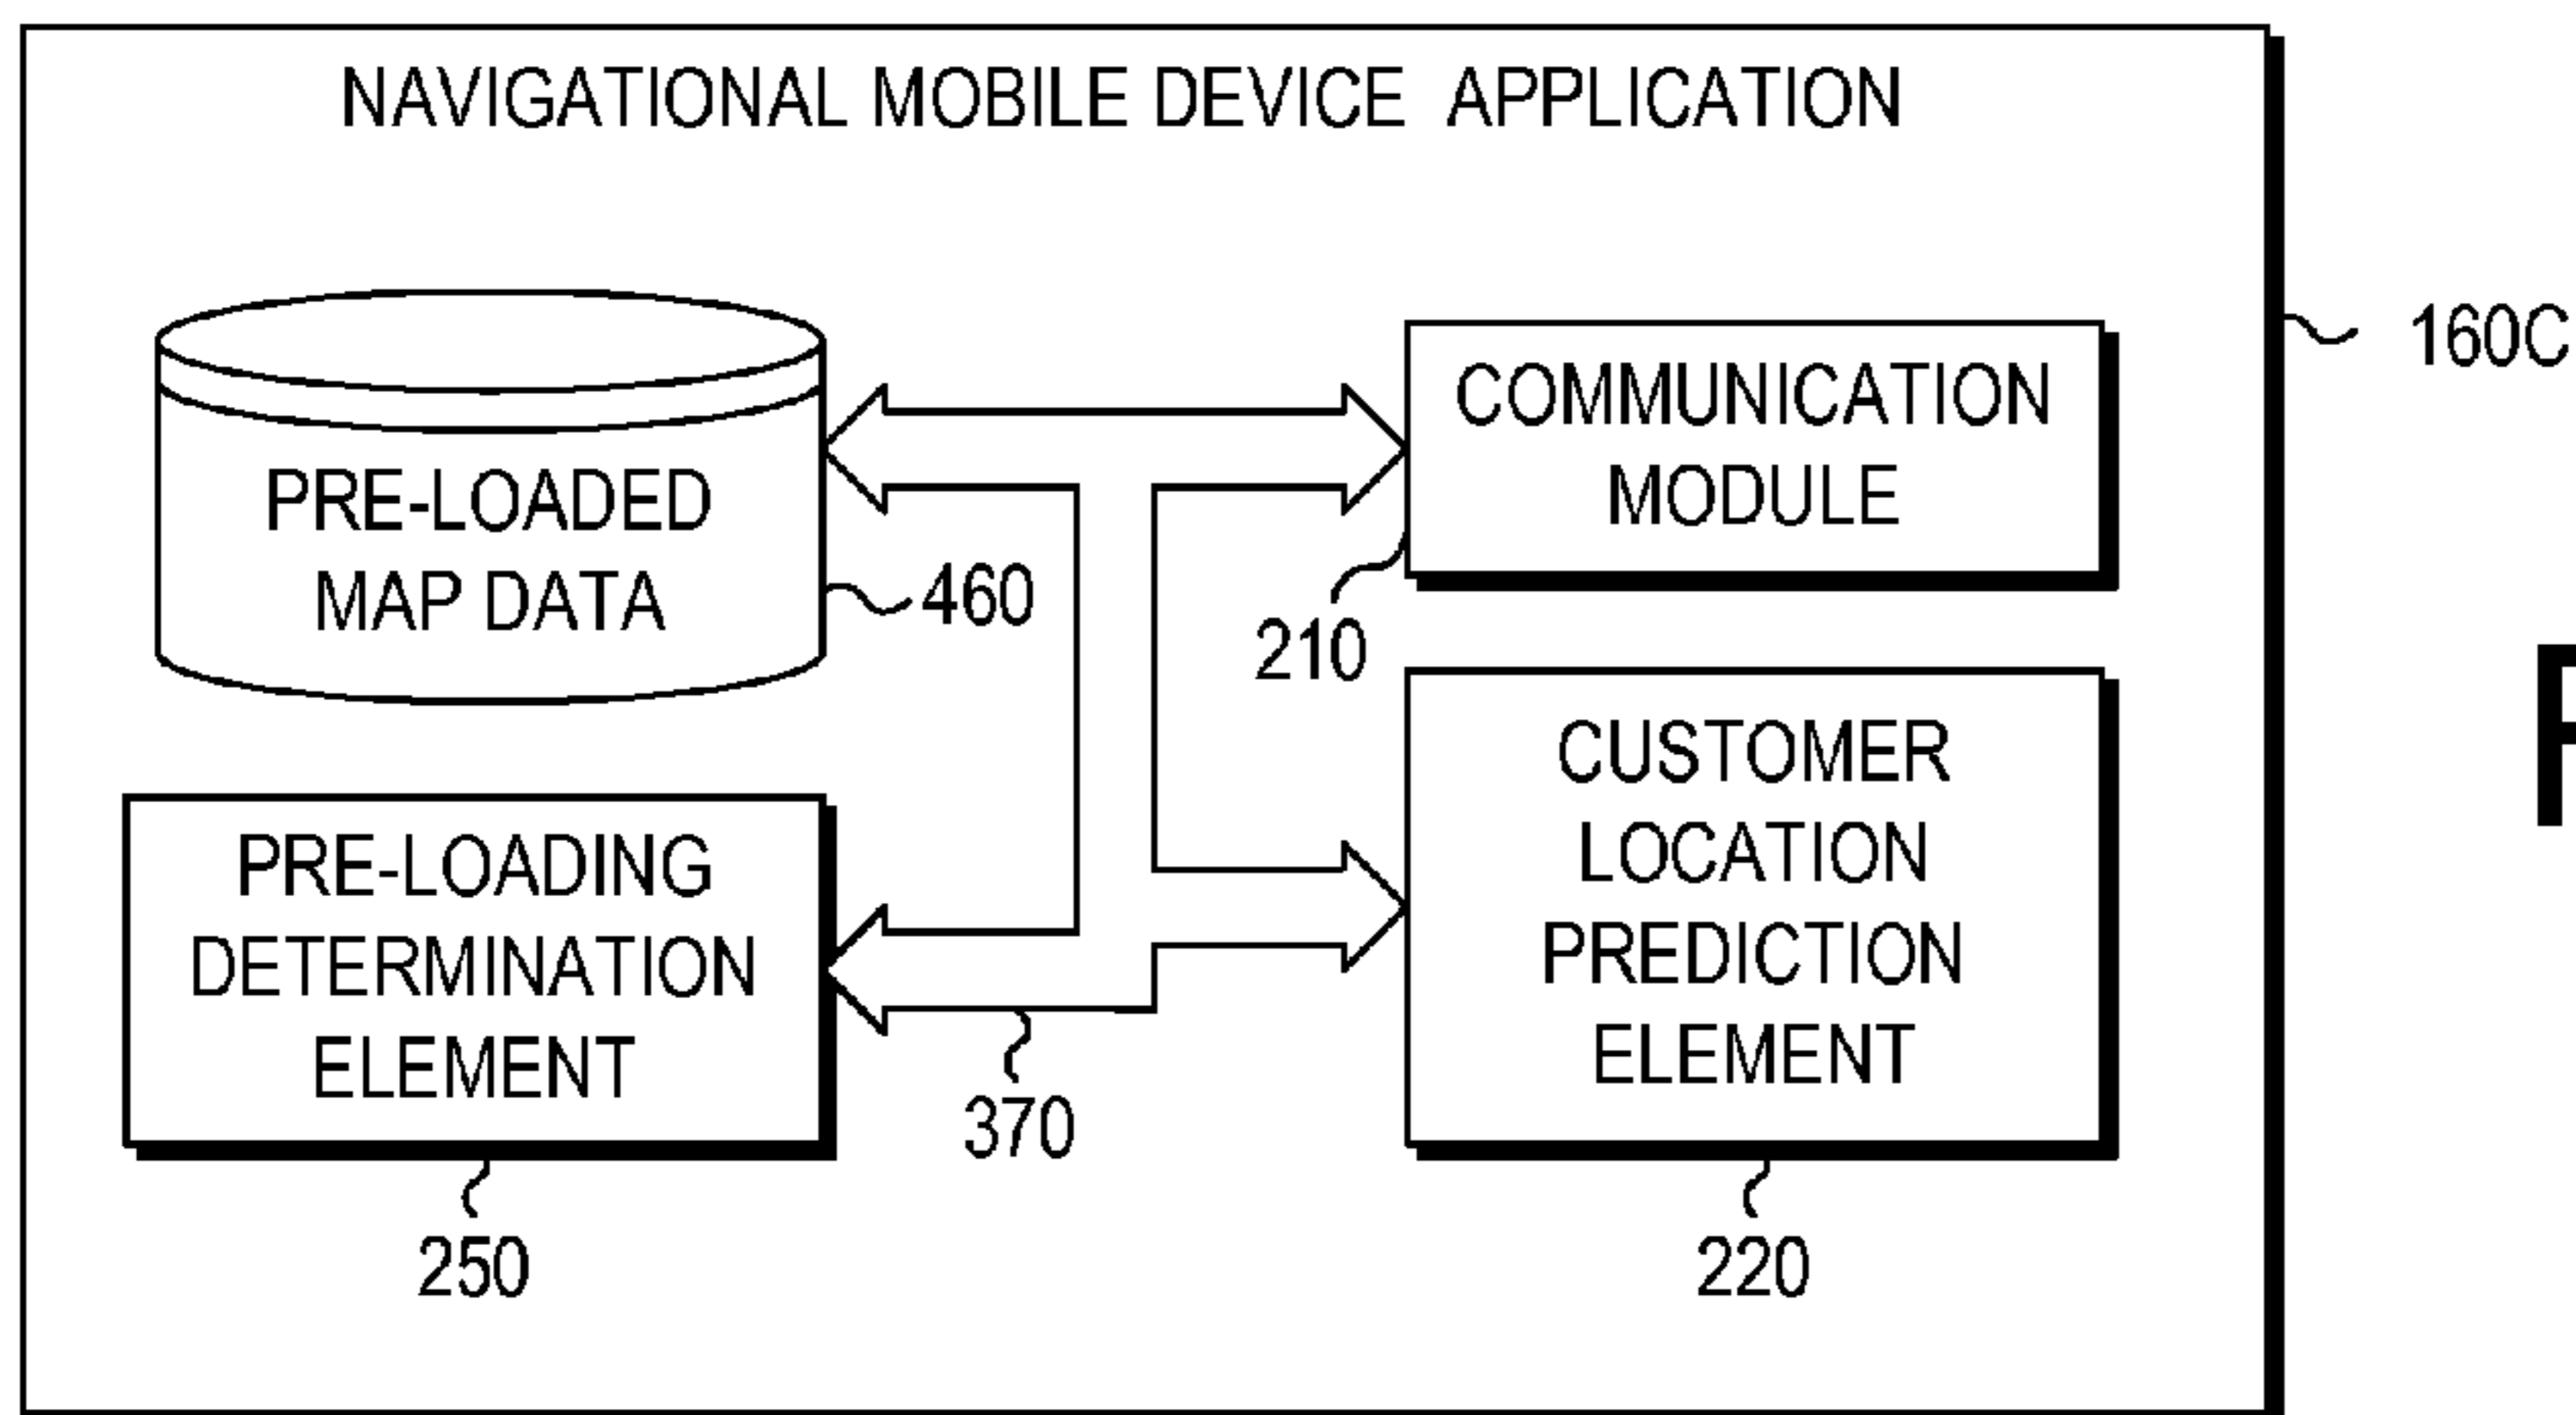 NAVIGATIONAL MOBILE DEVICE APPLICATION
160C
PRE-LOADED
MAP DATA
460
COMMUNICATION
MODULE
210
PRE-LOADING
DETERMINATION
ELEMENT
250
370
CUSTOMER
LOCATION
PREDICTION
ELEMENT
220